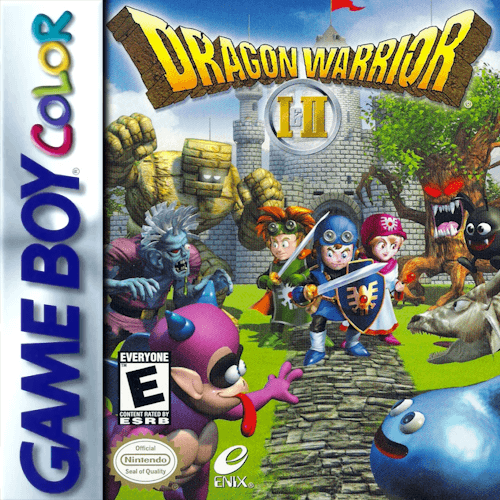 GAME BOY COLOR
DRAGON WARRIOR
I & II
EVERYONE
E
CONTENT RATED BY
ESRB
Official
Nintendo
Seal of Quality
ENIX